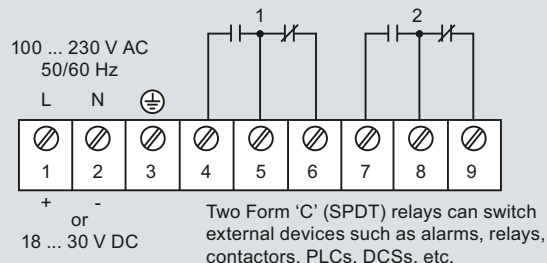 1 2
100 ... 230 V AC
50/60 Hz
L N
1 2 3 4 5 6 7 8 9
+ -
or
18 ... 30 V DC
Two Form ‘C’ (SPDT) relays can switch
external devices such as alarms, relays,
contactors, PLCs, DCSs, etc.